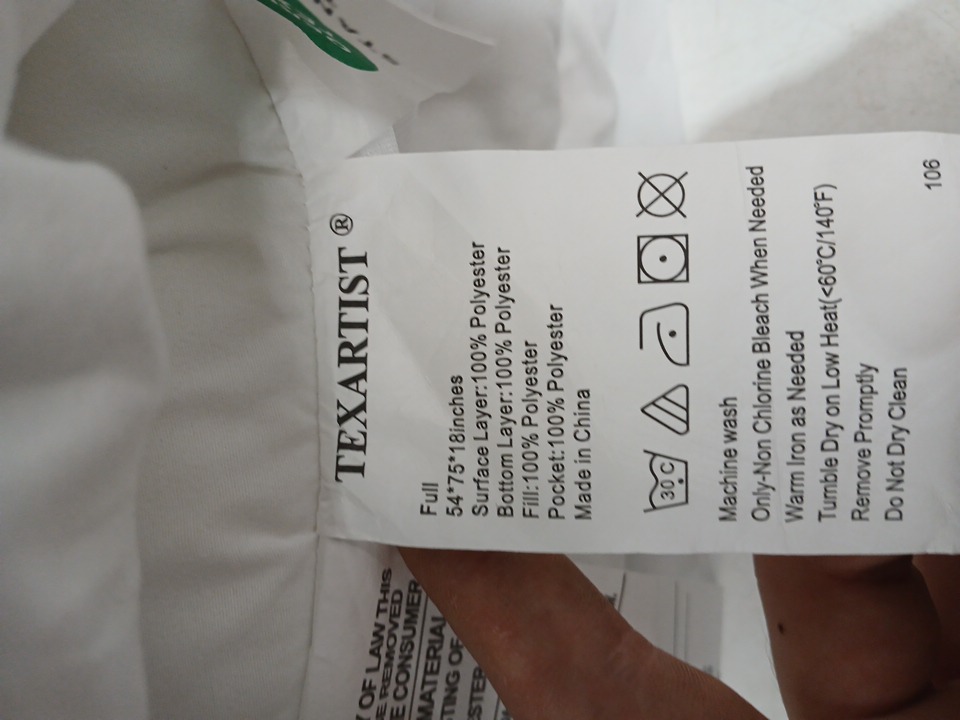 TEXARTIST ®
Full
54*75*18inches
Surface Layer:100% Polyester
Bottom Layer:100% Polyester
Fill:100% Polyester
Pocket:100% Polyester
Made in China
30 C
Machine wash
Only-Non Chlorine Bleach When Needed
Warm Iron as Needed
Tumble Dry on Low Heat(<60°C/140°F)
Remove Promptly
Do Not Dry Clean
106
OF LAW THIS
REMOVED
CONSUMER
MATERIAL